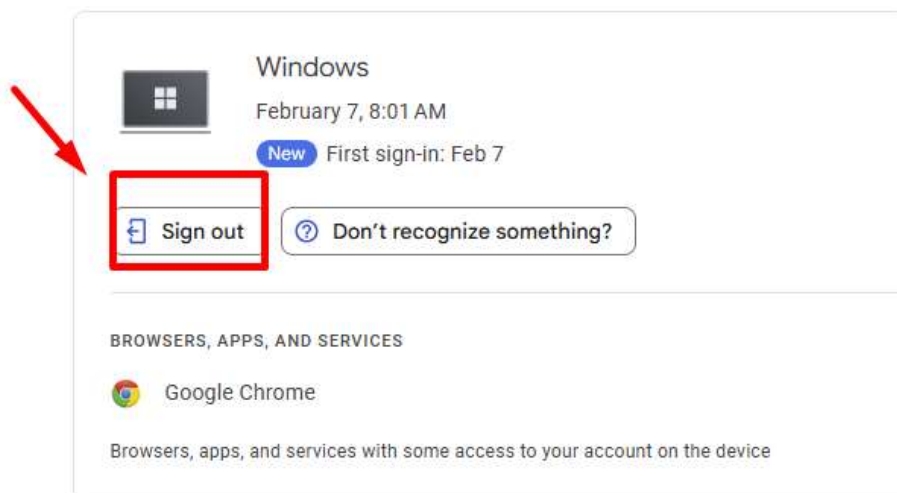 Windows
February 7, 8:01 AM
New First sign-in: Feb 7
Sign out Don't recognize something?
BROWSERS, APPS, AND SERVICES
Google Chrome
Browsers, apps, and services with some access to your account on the device